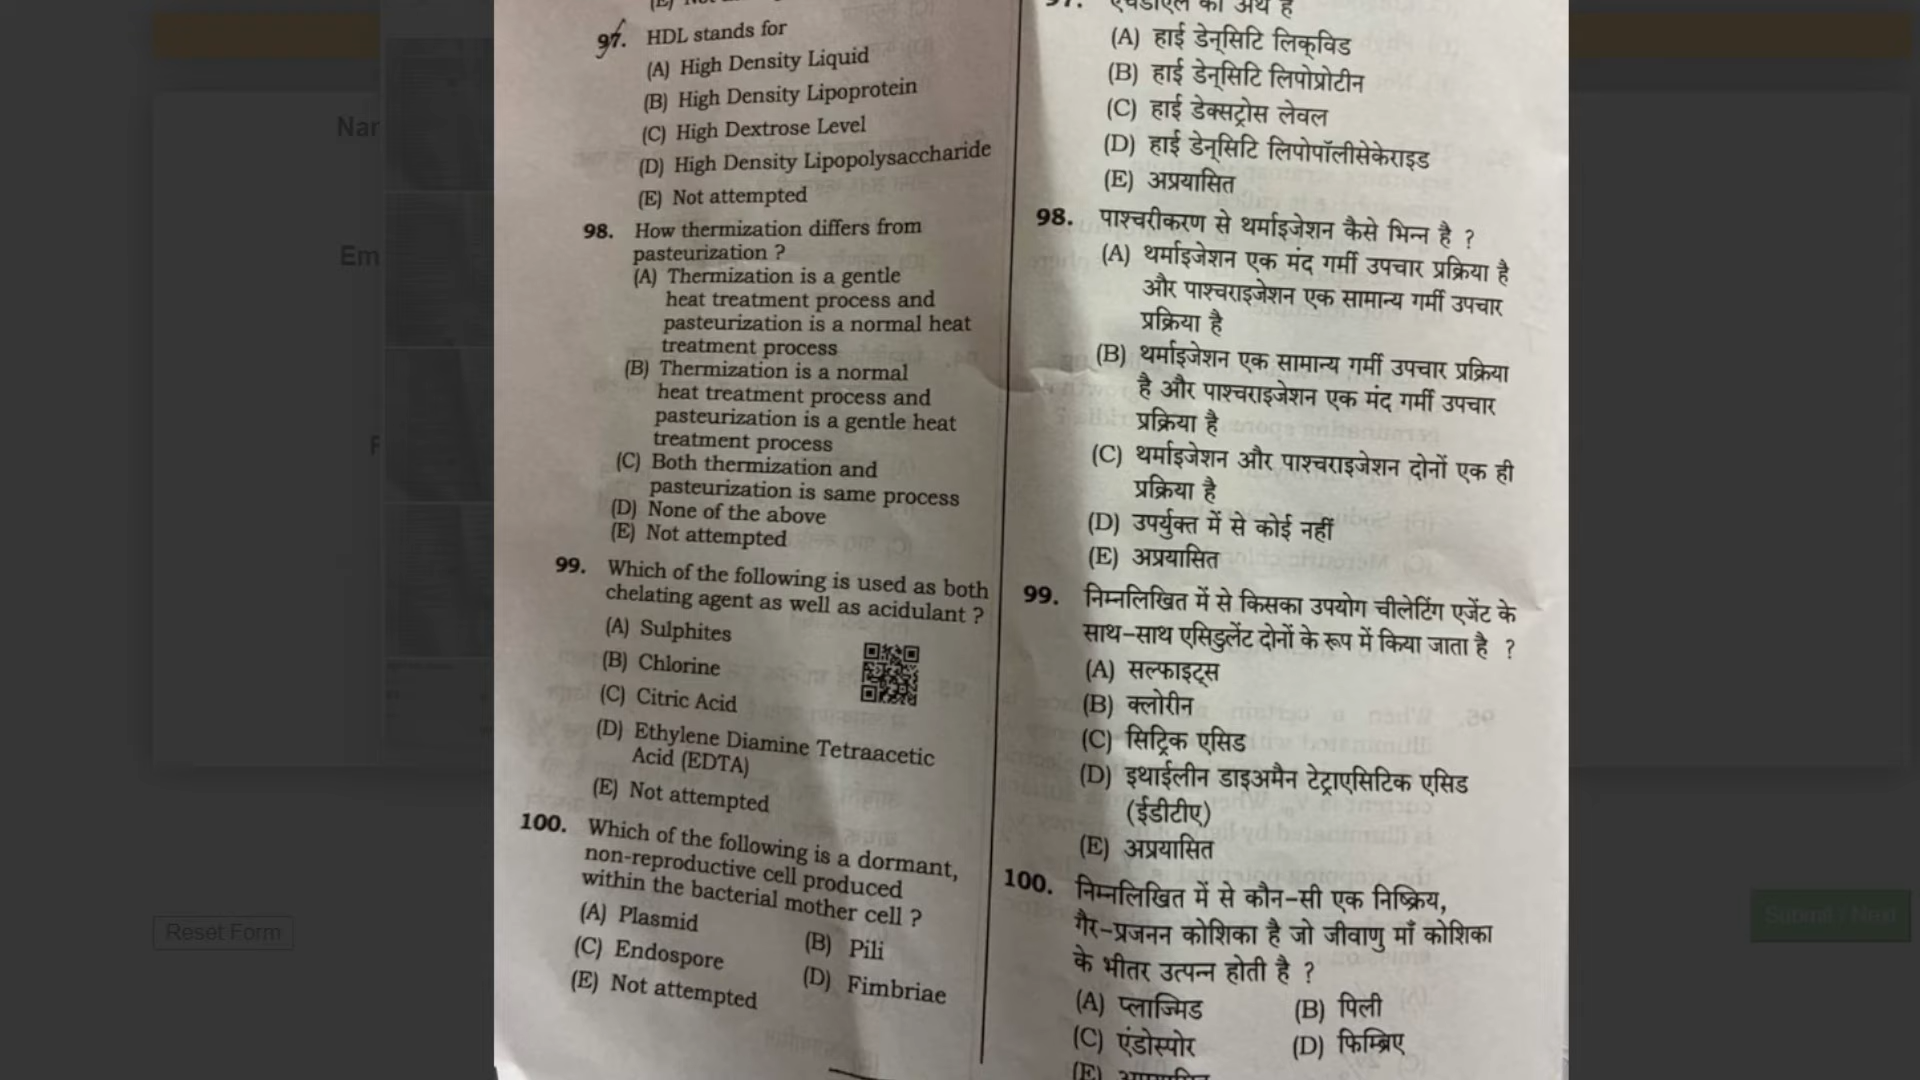 97. HDL stands for
(A) High Density Liquid
(B) High Density Lipoprotein
(C) High Dextrose Level
(D) High Density Lipopolysaccharide
(E) Not attempted
98. How thermization differs from
pasteurization ?
(A) Thermization is a gentle
heat treatment process and
pasteurization is a normal heat
treatment process
(B) Thermization is a normal
heat treatment process and
pasteurization is a gentle heat
treatment process
(C) Both thermization and
pasteurization is same process
(D) None of the above
(E) Not attempted
99. Which of the following is used as both
chelating agent as well as acidulant ?
(A) Sulphites
(B) Chlorine
(C) Citric Acid
(D) Ethylene Diamine Tetraacetic
Acid (EDTA)
(E) Not attempted
100. Which of the following is a dormant,
non-reproductive cell produced
within the bacterial mother cell ?
(A) Plasmid
(B) Pili
(C) Endospore
(D) Fimbriae
(E) Not attempted
97. एचडीएल का अर्थ है
(A) हाई डेन्सिटि लिक्विड
(B) हाई डेन्सिटि लिपोप्रोटीन
(C) हाई डेक्सट्रोस लेवल
(D) हाई डेन्सिटि लिपोपॉलीसेकेराइड
(E) अप्रयासित
98. पाश्चरीकरण से थर्माइजेशन कैसे भिन्न है ?
(A) थर्माइजेशन एक मंद गर्मी उपचार प्रक्रिया है
और पाश्चराइजेशन एक सामान्य गर्मी उपचार
प्रक्रिया है
(B) थर्माइजेशन एक सामान्य गर्मी उपचार प्रक्रिया
है और पाश्चराइजेशन एक मंद गर्मी उपचार
प्रक्रिया है
(C) थर्माइजेशन और पाश्चराइजेशन दोनों एक ही
प्रक्रिया है
(D) उपर्युक्त में से कोई नहीं
(E) अप्रयासित
99. निम्नलिखित में से किसका उपयोग चीलेटिंग एजेंट के
साथ-साथ एसिडुलेंट दोनों के रूप में किया जाता है ?
(A) सल्फाइट्स
(B) क्लोरीन
(C) सिट्रिक एसिड
(D) इथाईलीन डाइअमैन टेट्राएसिटिक एसिड
(ईडीटीए)
(E) अप्रयासित
100. निम्नलिखित में से कौन-सी एक निष्क्रिय,
गैर-प्रजनन कोशिका है जो जीवाणु माँ कोशिका
के भीतर उत्पन्न होती है ?
(A) प्लाज्मिड
(B) पिली
(C) एंडोस्पोर
(D) फिम्ब्रिए
Reset Form
Submit / Next